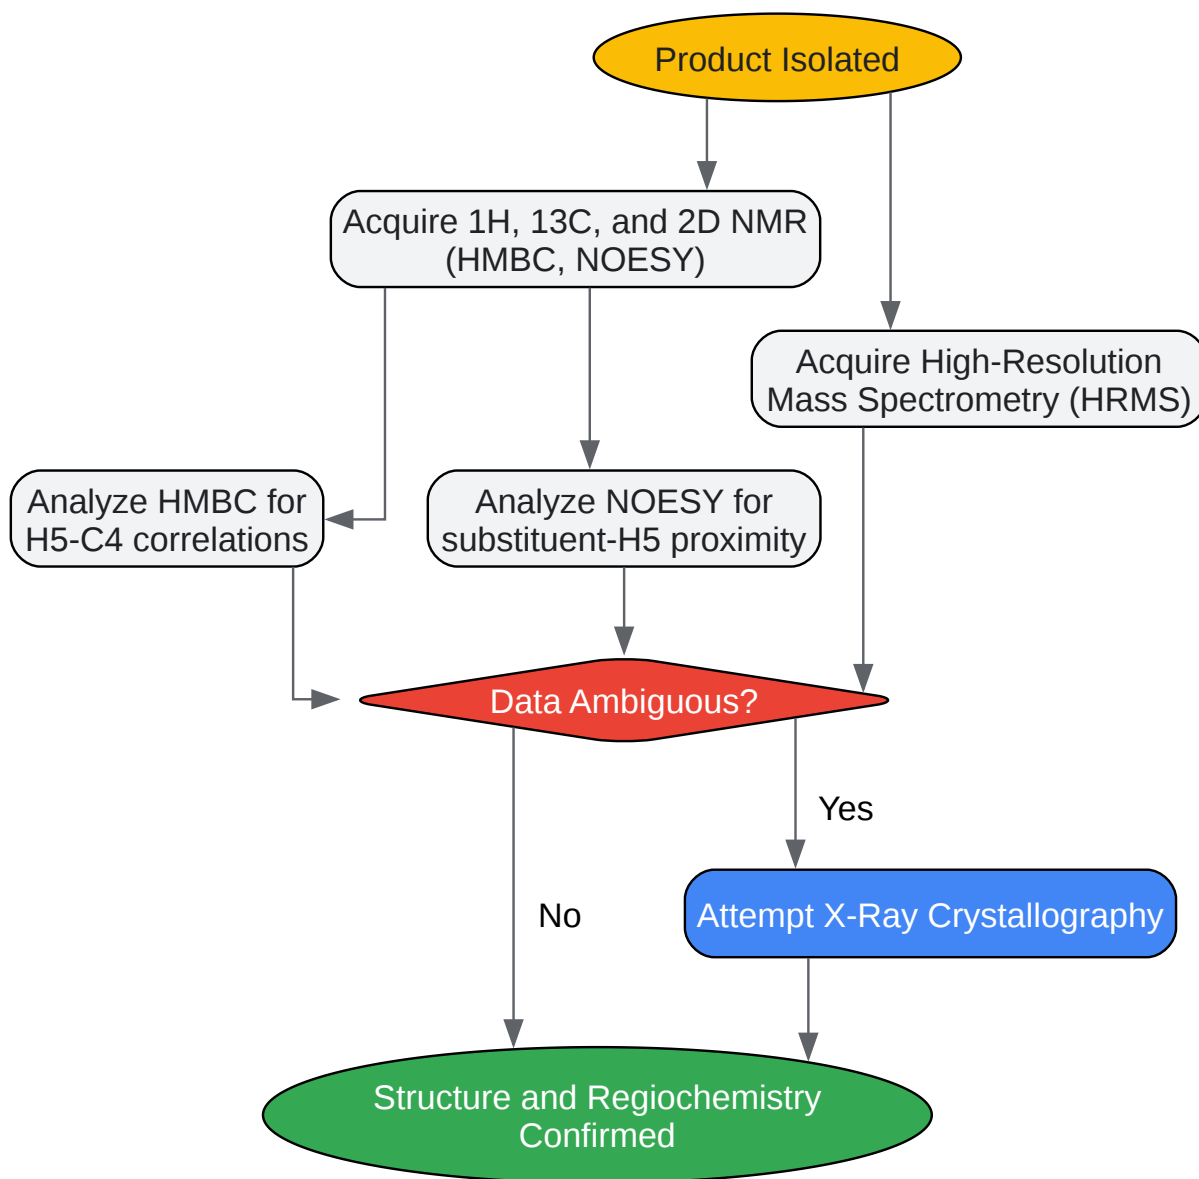 Product Isolated
Acquire 1H, 13C, and 2D NMR
(HMBC, NOESY)
Acquire High-Resolution
Mass Spectrometry (HRMS)
Analyze HMBC for
H5-C4 correlations
Analyze NOESY for
substituent-H5 proximity
Data Ambiguous?
Yes
No
Attempt X-Ray Crystallography
Structure and Regiochemistry
Confirmed